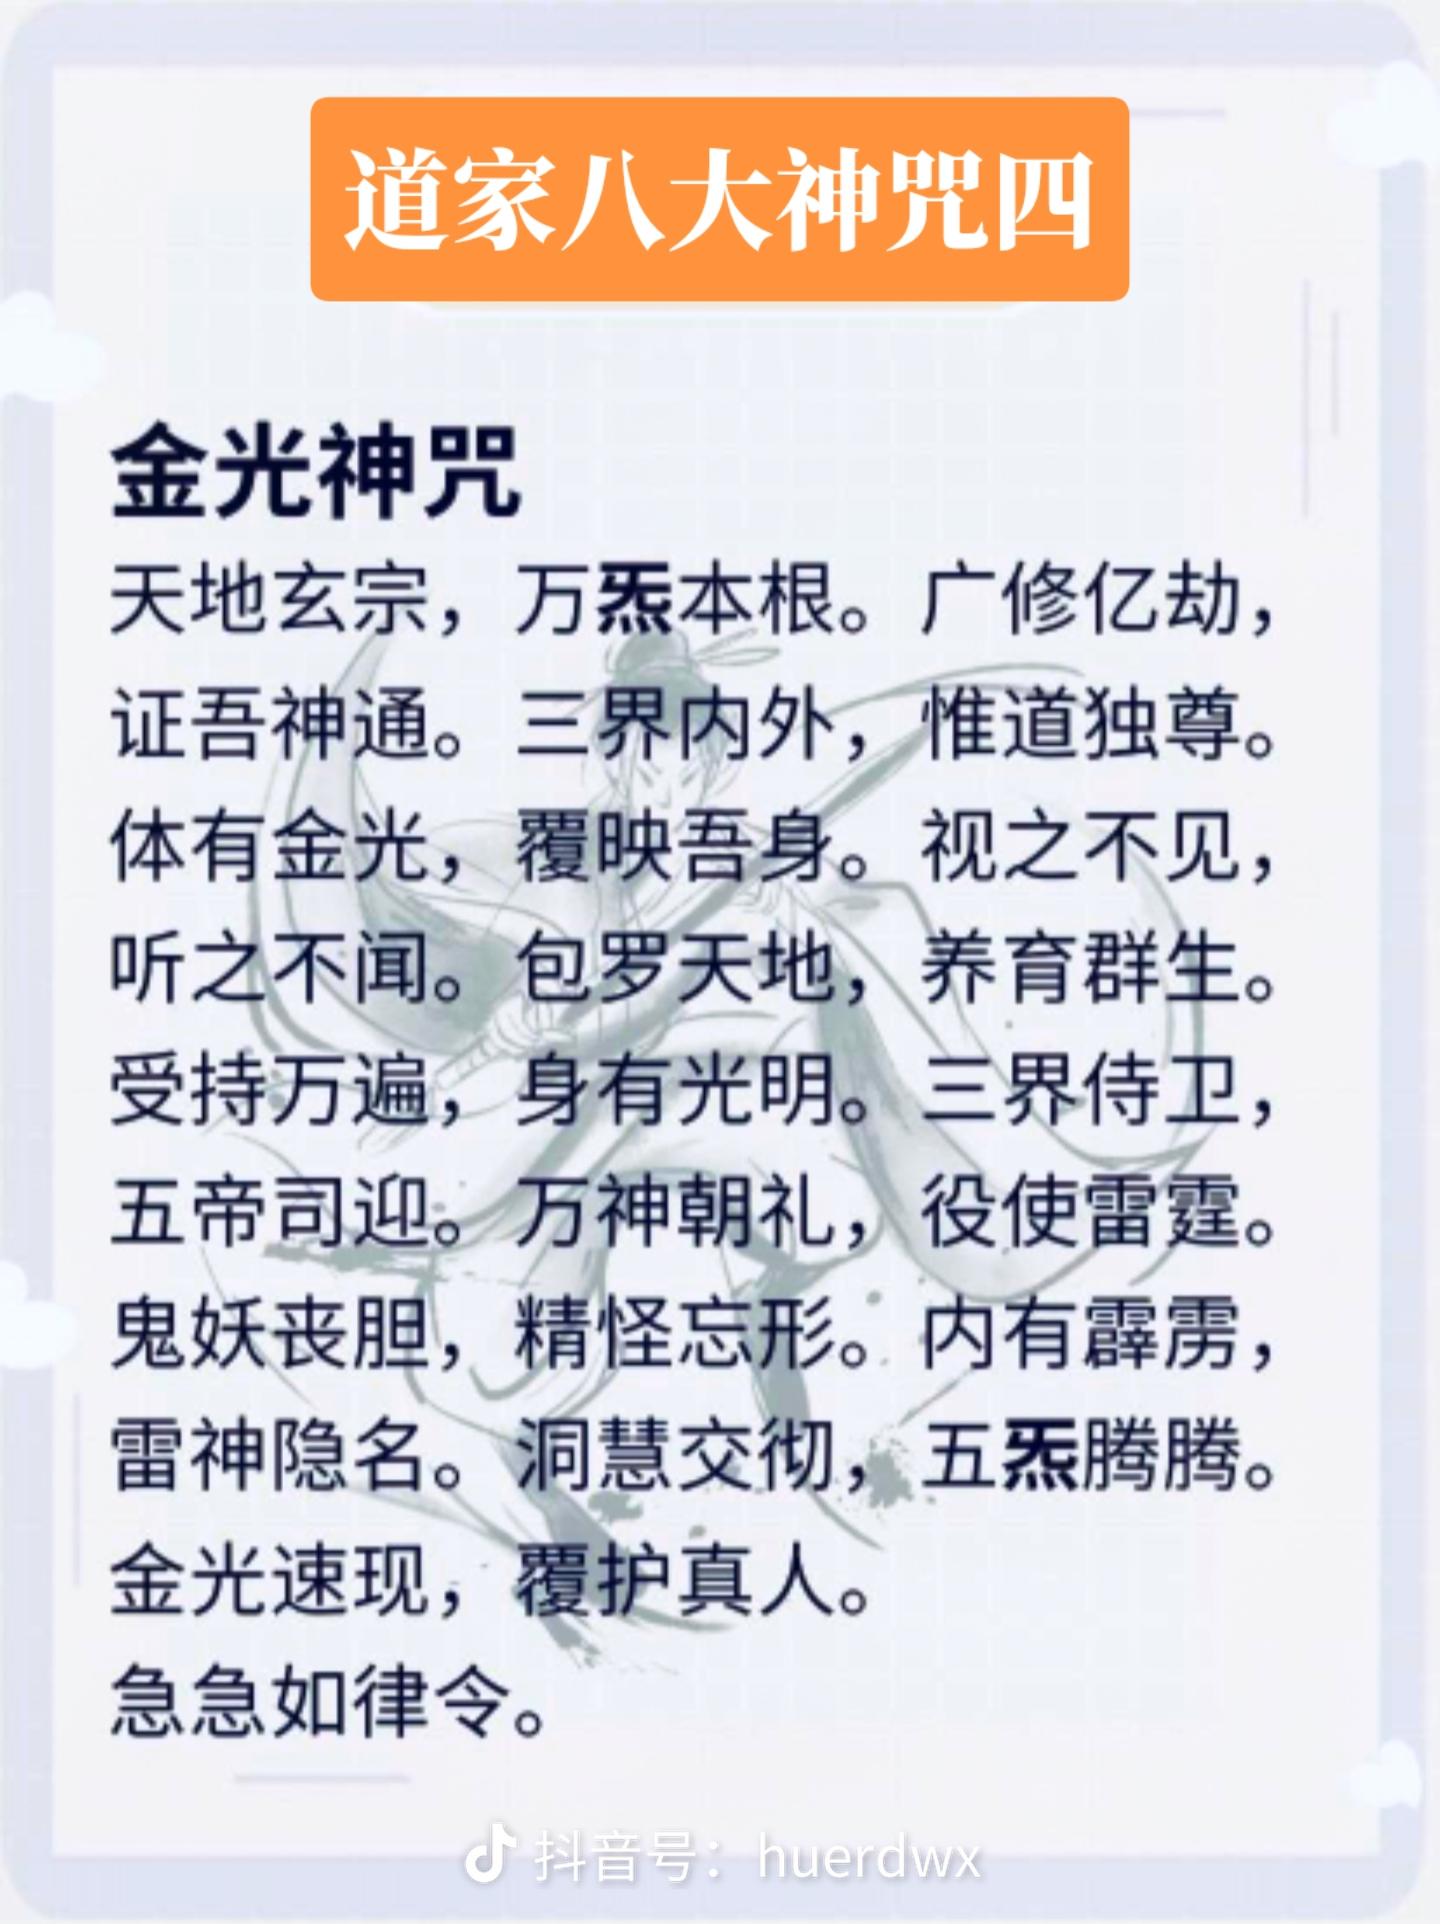 道家八大神咒四
金光神咒
天地玄宗，万炁本根。广修亿劫，
证吾神通。三界内外，惟道独尊。
体有金光，覆映吾身。视之不见，
听之不闻。包罗天地，养育群生。
受持万遍，身有光明。三界侍卫，
五帝司迎。万神朝礼，役使雷霆。
鬼妖丧胆，精怪忘形。内有霹雳，
雷神隐名。洞慧交彻，五炁腾腾。
金光速现，覆护真人。
急急如律令。
抖音号：huerdwx